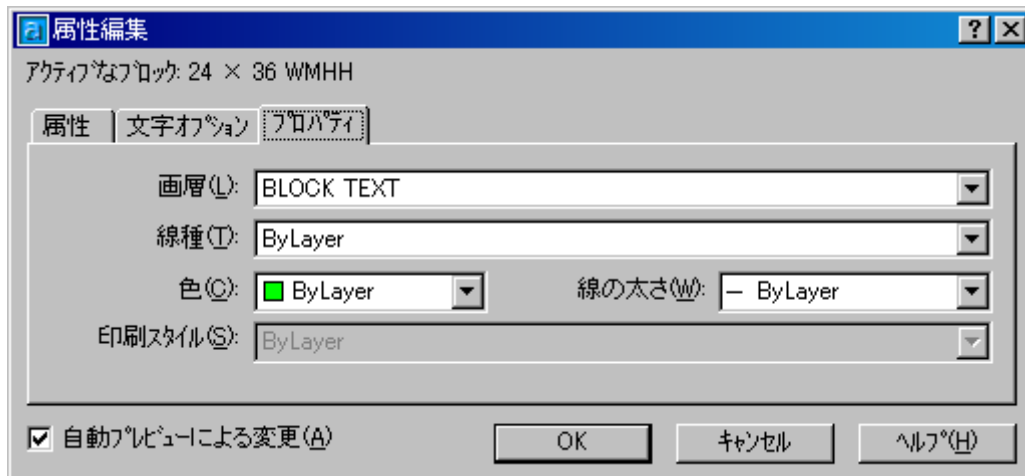 属性編集
ｱｸﾃｨﾌﾞなﾌﾞﾛｯｸ: 24 × 36 WMHH
属性 文字ｵﾌﾟｼｮﾝ ﾌﾟﾛﾊﾟﾃｨ
画層(L): BLOCK TEXT
線種(T): ByLayer
色(C): ByLayer 線の太さ(W): ByLayer
印刷ｽﾀｲﾙ(S): ByLayer
自動ﾌﾟﾚﾋﾞｭｰによる変更(A) OK ｷｬﾝｾﾙ ﾍﾙﾌﾟ(H)